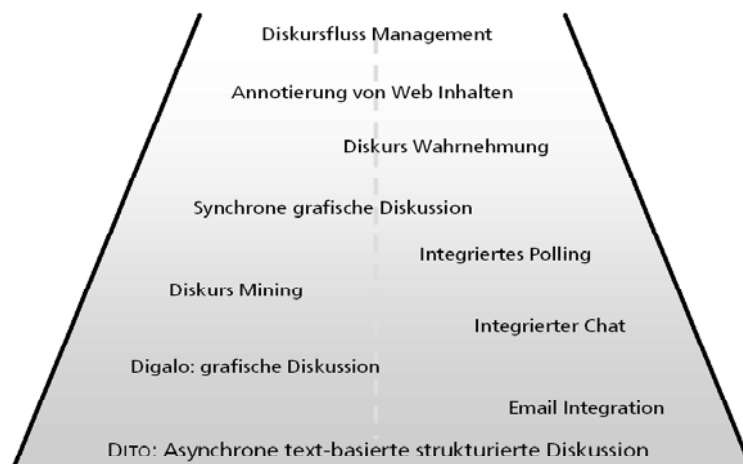 Diskursfluss Management
Annotierung von Web Inhalten
Diskurs Wahrnehmung
Synchrone grafische Diskussion
Integriertes Polling
Diskurs Mining
Integrierter Chat
Digalo: grafische Diskussion
Email Integration
DITO: Asynchrone text-basierte strukturierte Diskussion